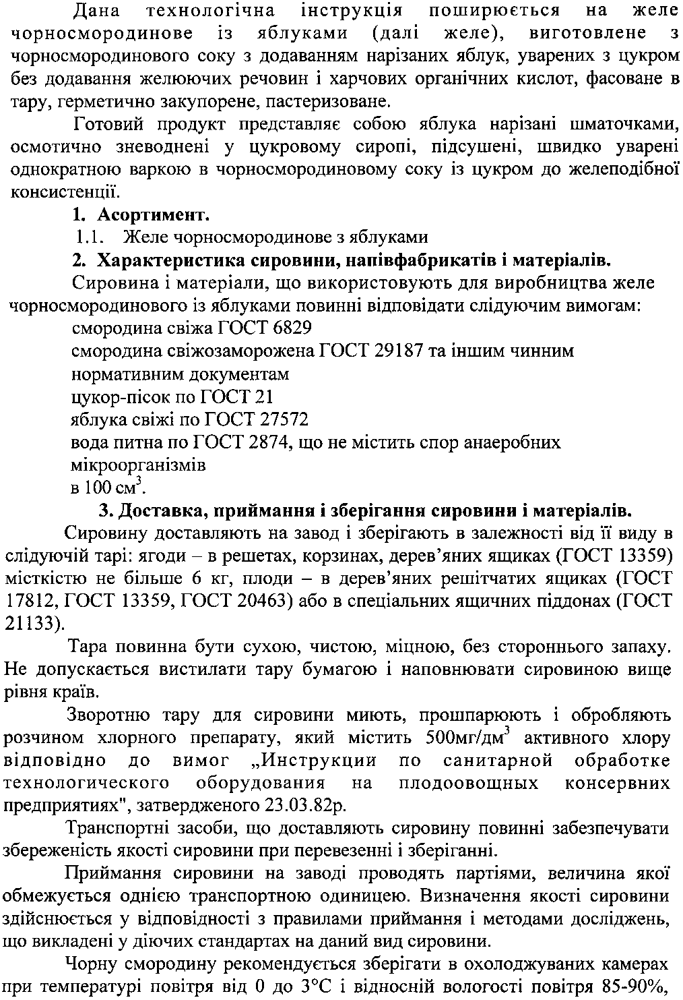 Дана технологічна інструкція поширюється на желе
чорносмородинове із яблуками (далі желе), виготовлене з
чорносмородинового соку з додаванням нарізаних яблук, уварених з цукром
без додавання желюючих речовин і харчових органічних кислот, фасоване в
тару, герметично закупорене, пастеризоване.
Готовий продукт представляє собою яблука нарізані шматочками,
осмотично зневоднені у цукровому сиропі, підсушені, швидко уварені
однократною варкою в чорносмородиновому соку із цукром до желеподібної
консистенції.
1. Асортимент.
1.1. Желе чорносмородинове з яблуками
2. Характеристика сировини, напівфабрикатів і матеріалів.
Сировина і матеріали, що використовують для виробництва желе
чорносмородинового із яблуками повинні відповідати слідуючим вимогам:
смородина свіжа ГОСТ 6829
смородина свіжозаморожена ГОСТ 29187 та іншим чинним
нормативним документам
цукор-пісок по ГОСТ 21
яблука свіжі по ГОСТ 27572
вода питна по ГОСТ 2874, що не містить спор анаеробних
мікроорганізмів
в 100 см³.
3. Доставка, приймання і зберігання сировини і матеріалів.
Сировину доставляють на завод і зберігають в залежності від її виду в
слідуючій тарі: ягоди – в решетах, корзинах, дерев’яних ящиках (ГОСТ 13359)
місткістю не більше 6 кг, плоди – в дерев’яних решітчатих ящиках (ГОСТ
17812, ГОСТ 13359, ГОСТ 20463) або в спеціальних ящичних піддонах (ГОСТ
21133).
Тара повинна бути сухою, чистою, міцною, без стороннього запаху.
Не допускається вистилати тару бумагою і наповнювати сировиною вище
рівня країв.
Зворотню тару для сировини миють, прошпарюють і обробляють
розчином хлорного препарату, який містить 500мг/дм³ активного хлору
відповідно до вимог „Инструкции по санитарной обработке
технологического оборудования на плодоовощных консервних
предприятиях", затвердженого 23.03.82р.
Транспортні засоби, що доставляють сировину повинні забезпечувати
збереженість якості сировини при перевезенні і зберіганні.
Приймання сировини на заводі проводять партіями, величина якої
обмежується однією транспортною одиницею. Визначення якості сировини
здійснюється у відповідності з правилами приймання і методами досліджень,
що викладені у діючих стандартах на даний вид сировини.
Чорну смородину рекомендується зберігати в охолоджуваних камерах
при температурі повітря від 0 до 3°С і відносній вологості повітря 85-90%,